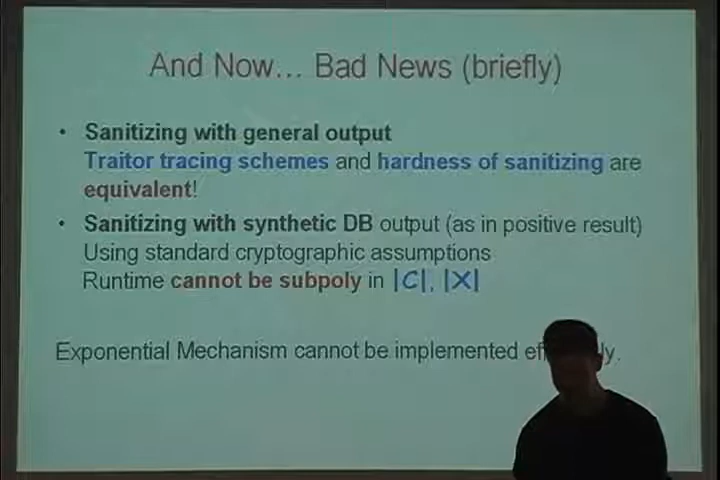 And Now... Bad News (briefly)
• Sanitizing with general output
Traitor tracing schemes and hardness of sanitizing are
equivalent!
• Sanitizing with synthetic DB output (as in positive result)
Using standard cryptographic assumptions
Runtime cannot be subpoly in |C|, |X|
Exponential Mechanism cannot be implemented